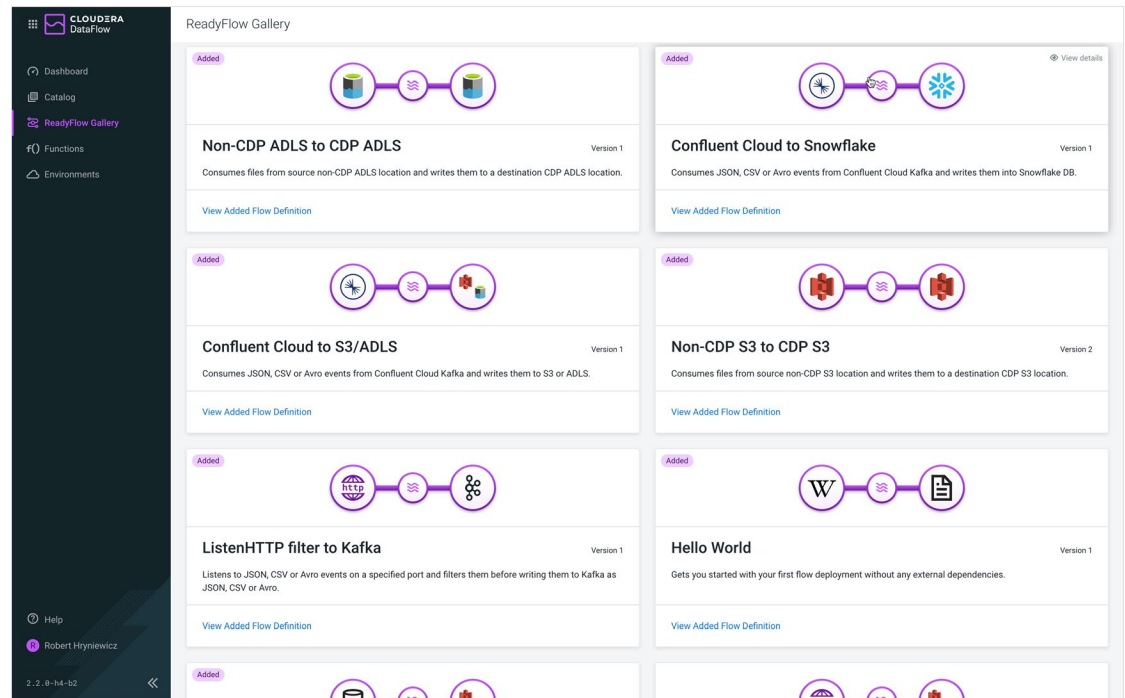 CLOUDERA
DataFlow
Dashboard
Catalog
ReadyFlow Gallery
f() Functions
Environments
Help
R Robert Hryniewicz
2.2.0-h4-b2
ReadyFlow Gallery
Added
Non-CDP ADLS to CDP ADLS
Version 1
Consumes files from source non-CDP ADLS location and writes them to a destination CDP ADLS location.
View Added Flow Definition
Added
View details
Confluent Cloud to Snowflake
Version 1
Consumes JSON, CSV or Avro events from Confluent Cloud Kafka and writes them into Snowflake DB.
View Added Flow Definition
Added
Confluent Cloud to S3/ADLS
Version 1
Consumes JSON, CSV or Avro events from Confluent Cloud Kafka and writes them to S3 or ADLS.
View Added Flow Definition
Added
Non-CDP S3 to CDP S3
Version 2
Consumes files from source non-CDP S3 location and writes them to a destination CDP S3 location.
View Added Flow Definition
Added
http
ListenHTTP filter to Kafka
Version 1
Listens to JSON, CSV or Avro events on a specified port and filters them before writing them to Kafka as
JSON, CSV or Avro.
View Added Flow Definition
Added
W
Hello World
Version 1
Gets you started with your first flow deployment without any external dependencies.
View Added Flow Definition
Added